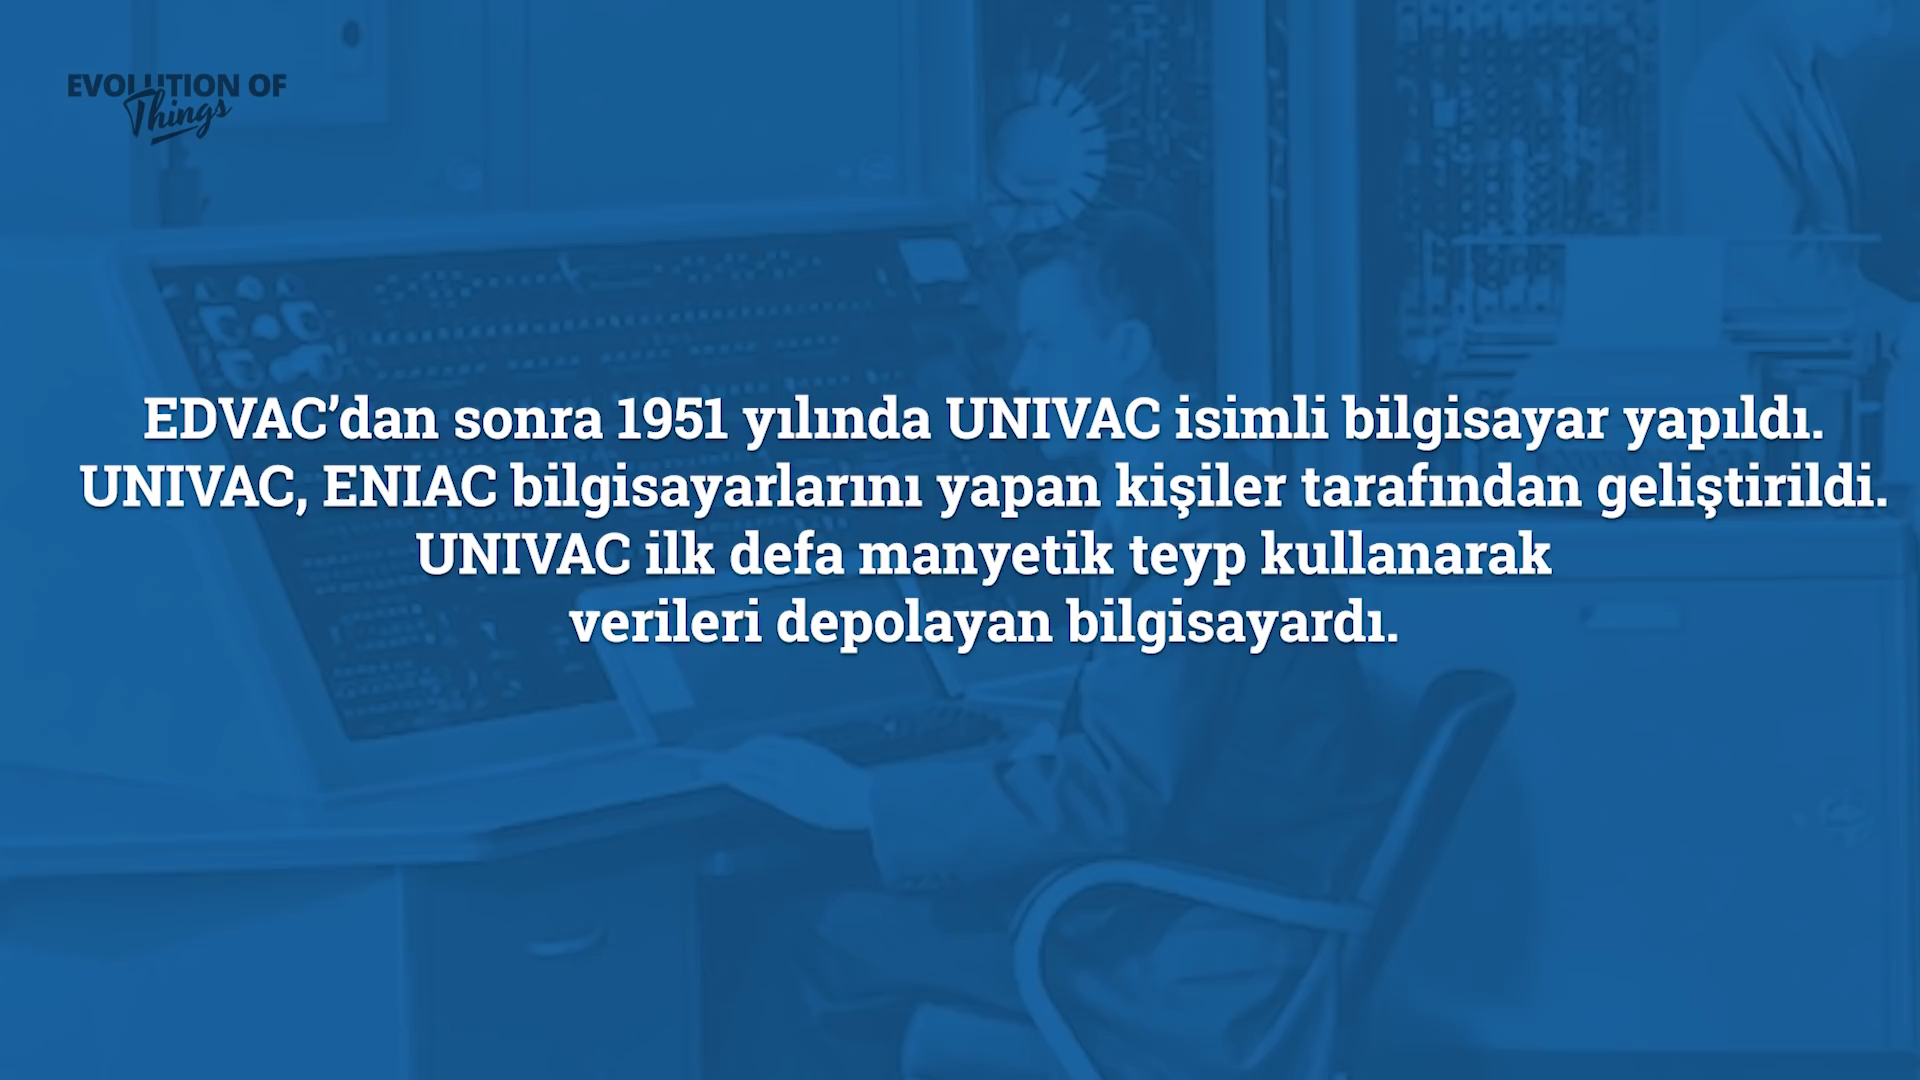 EVOLUTION OF
Things
EDVAC’dan sonra 1951 yılında UNIVAC isimli bilgisayar yapıldı.
UNIVAC, ENIAC bilgisayarlarını yapan kişiler tarafından geliştirildi.
UNIVAC ilk defa manyetik teyp kullanarak
verileri depolayan bilgisayardı.